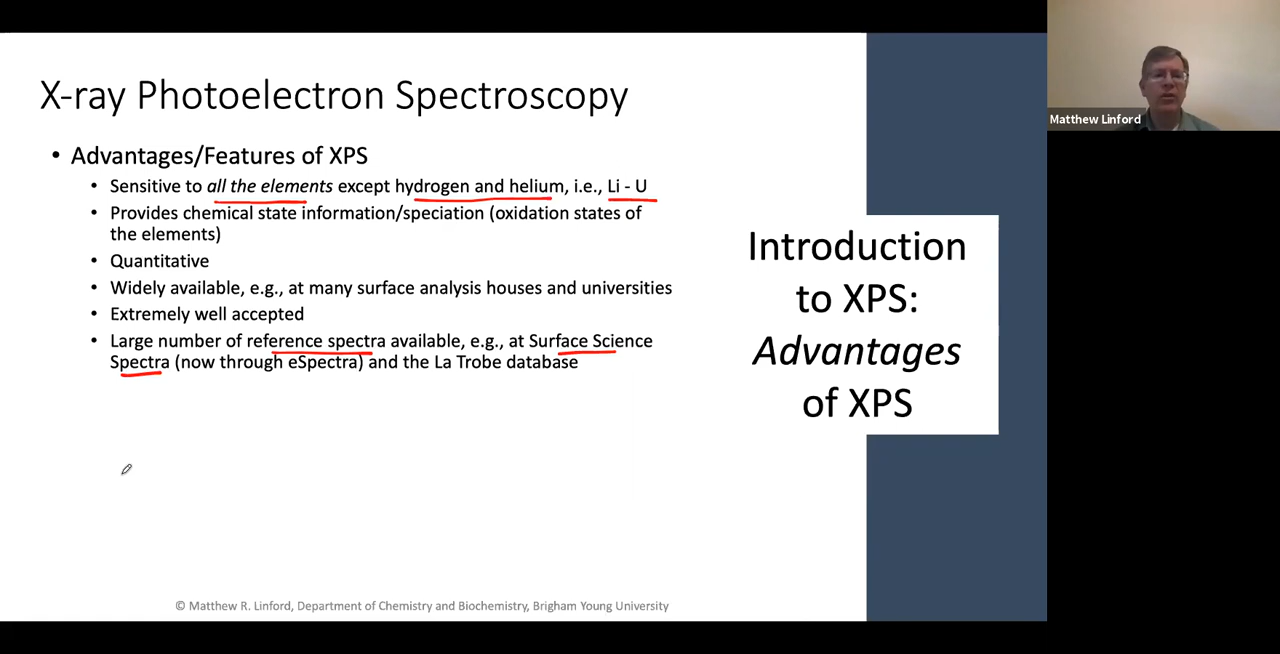 X-ray Photoelectron Spectroscopy
• Advantages/Features of XPS
• Sensitive to all the elements except hydrogen and helium, i.e., Li - U
• Provides chemical state information/speciation (oxidation states of
the elements)
• Quantitative
• Widely available, e.g., at many surface analysis houses and universities
• Extremely well accepted
• Large number of reference spectra available, e.g., at Surface Science
Spectra (now through eSpectra) and the La Trobe database
Introduction
to XPS:
Advantages
of XPS
© Matthew R. Linford, Department of Chemistry and Biochemistry, Brigham Young University
Matthew Linford